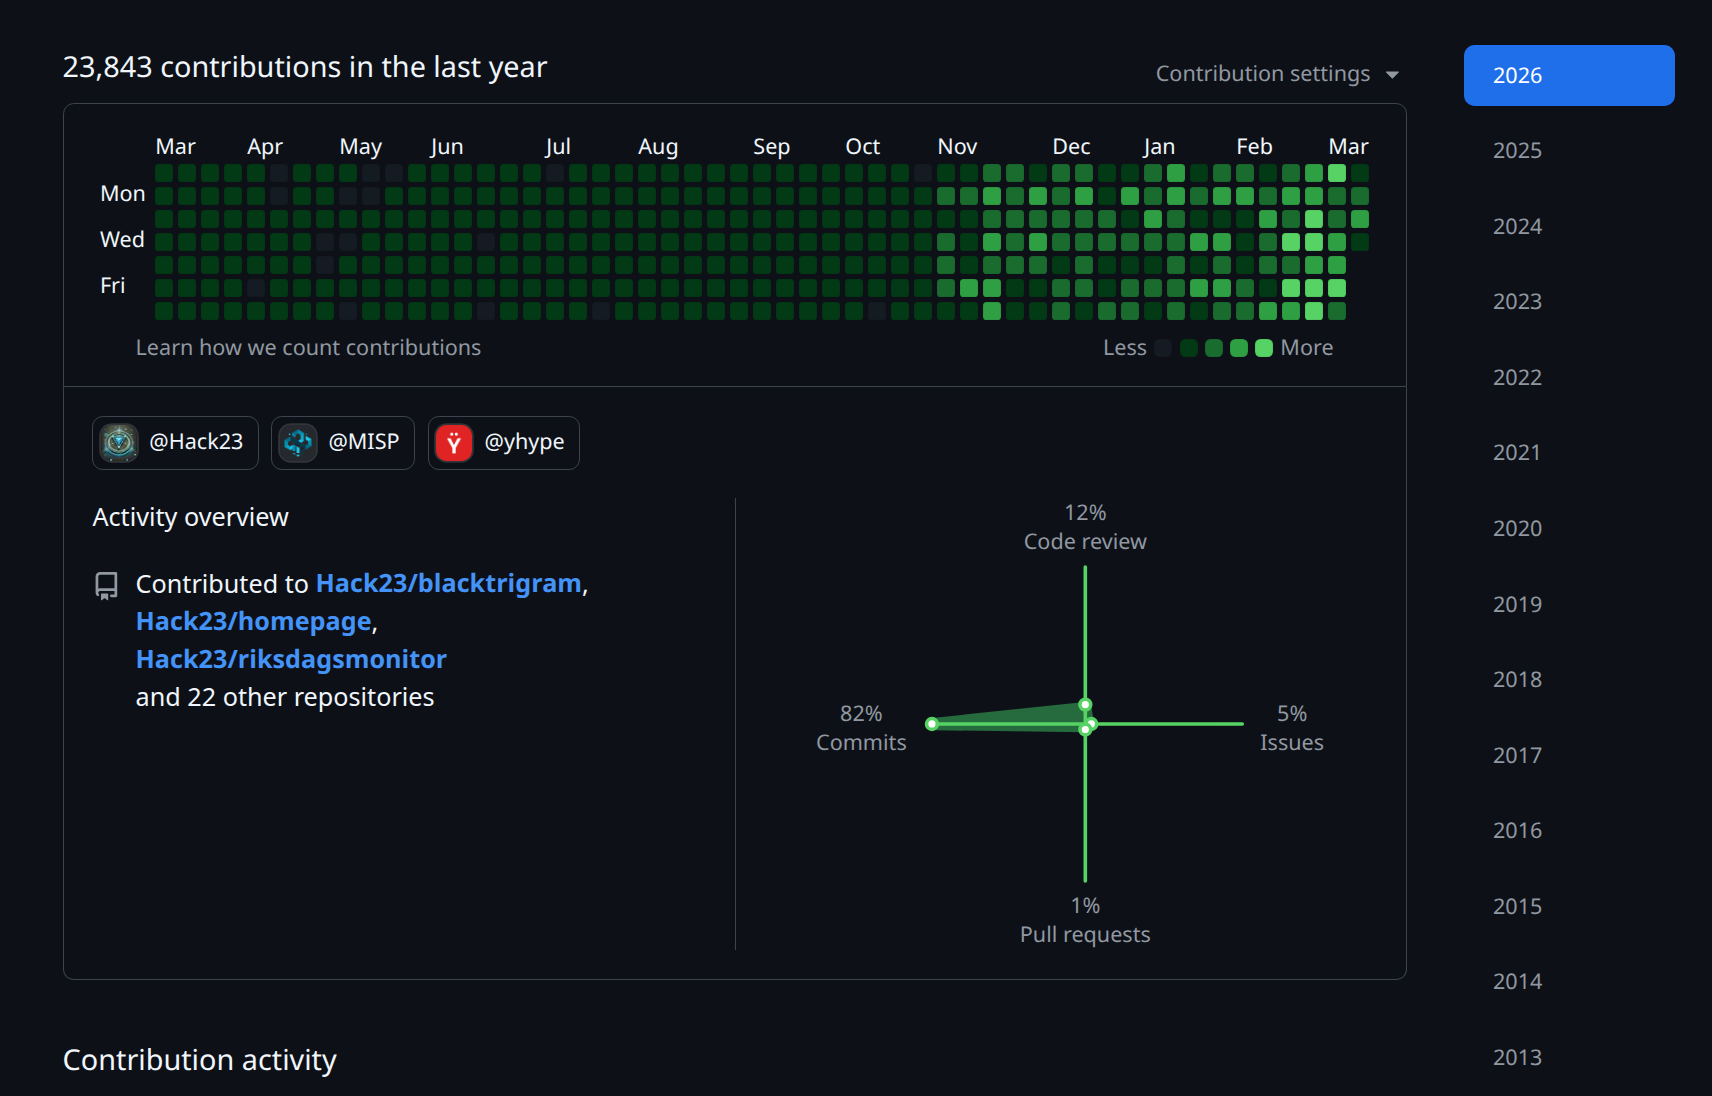 23,843 contributions in the last year
Contribution settings
Mar Apr May Jun Jul Aug Sep Oct Nov Dec Jan Feb Mar
Mon
Wed
Fri
Learn how we count contributions
Less More
@Hack23 @MISP Ÿ @yhype
Activity overview
Contributed to Hack23/blacktrigram,
Hack23/homepage,
Hack23/riksdagsmonitor
and 22 other repositories
12%
Code review
82%
Commits
5%
Issues
1%
Pull requests
Contribution activity
2026
2025
2024
2023
2022
2021
2020
2019
2018
2017
2016
2015
2014
2013